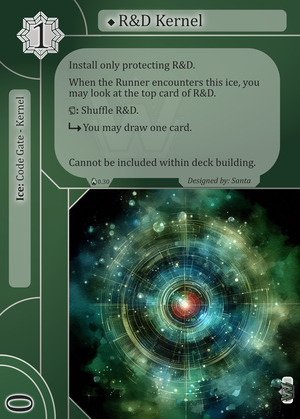 ◆ R&D Kernel
1
Install only protecting R&D.
When the Runner encounters this ice, you
may look at the top card of R&D.
: Shuffle R&D.
↳ You may draw one card.
Cannot be included within deck building.
0.30
Designed by: Santa
Ice: Code Gate - Kernel
0